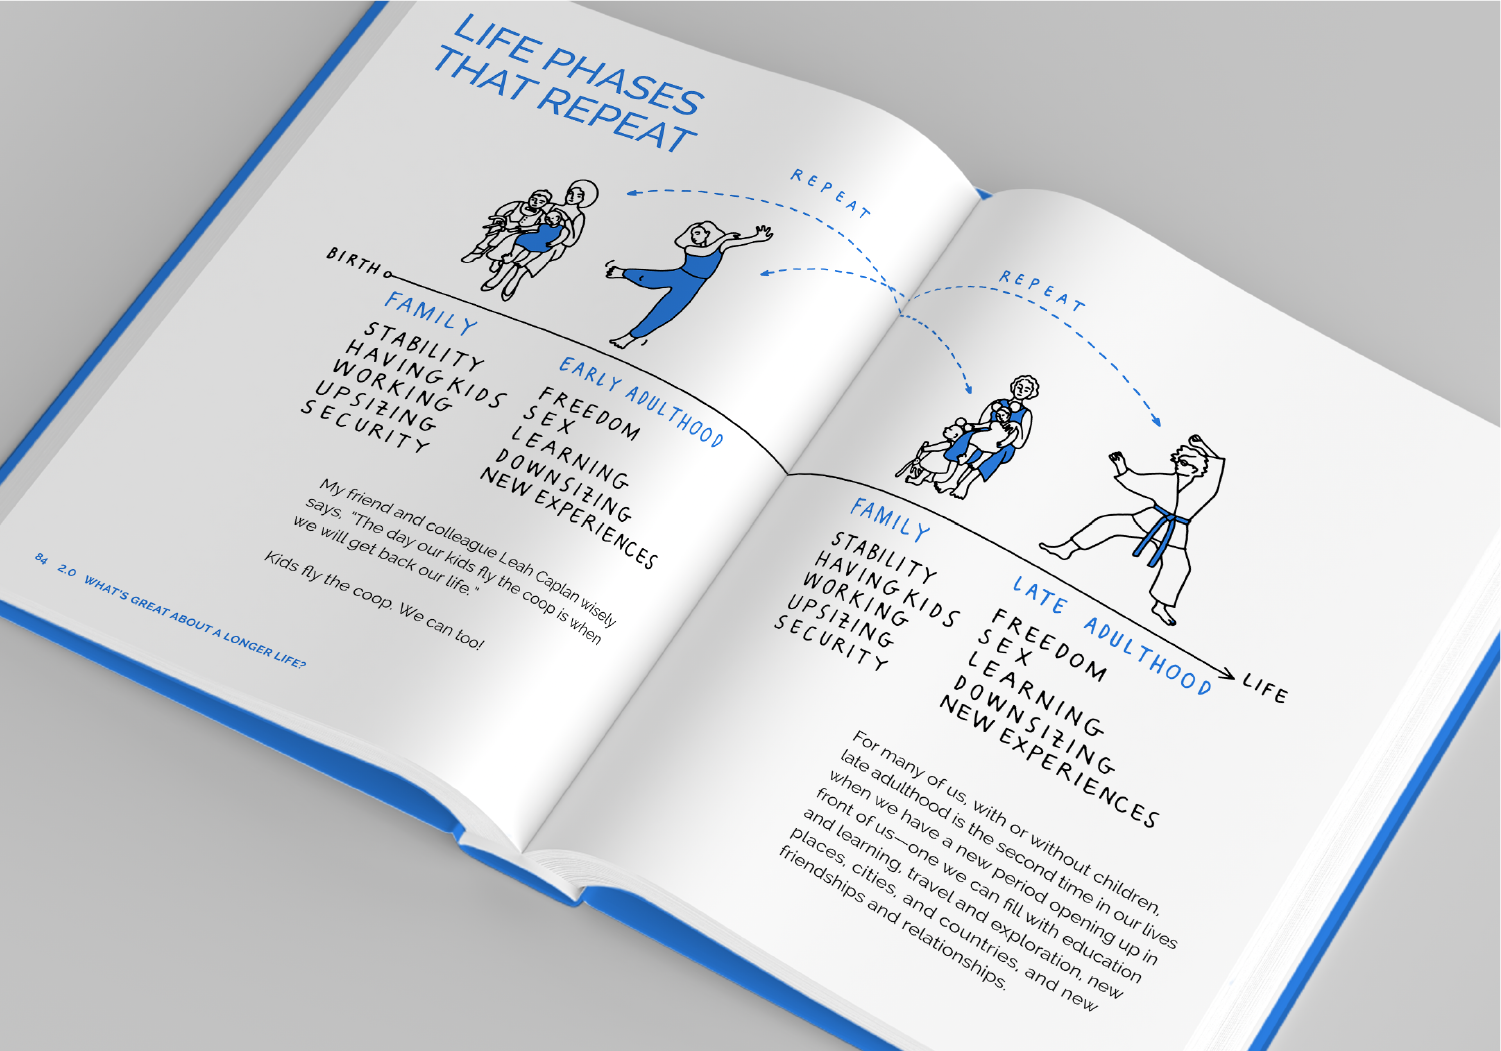 LIFE PHASES
THAT REPEAT
REPEAT
BIRTH
FAMILY
STABILITY
HAVING KIDS
WORKING
UPSIZING
SECURITY
EARLY ADULTHOOD
FREEDOM
SEX
LEARNING
DOWNSIZING
NEW EXPERIENCES
My friend and colleague Leah Caplan wisely
says, “The day our kids fly the coop is when
we will get back our life.”
Kids fly the coop. We can too!
84 2.0 WHAT'S GREAT ABOUT A LONGER LIFE?
REPEAT
FAMILY
STABILITY
HAVING KIDS
WORKING
UPSIZING
SECURITY
LATE ADULTHOOD
FREEDOM
SEX
LEARNING
DOWNSIZING
NEW EXPERIENCES
LIFE
For many of us, with or without children,
late adulthood is the second time in our lives
when we have a new period opening up in
front of us—one we can fill with education
and learning, travel and exploration, new
places, cities, and countries, and new
friendships and relationships.